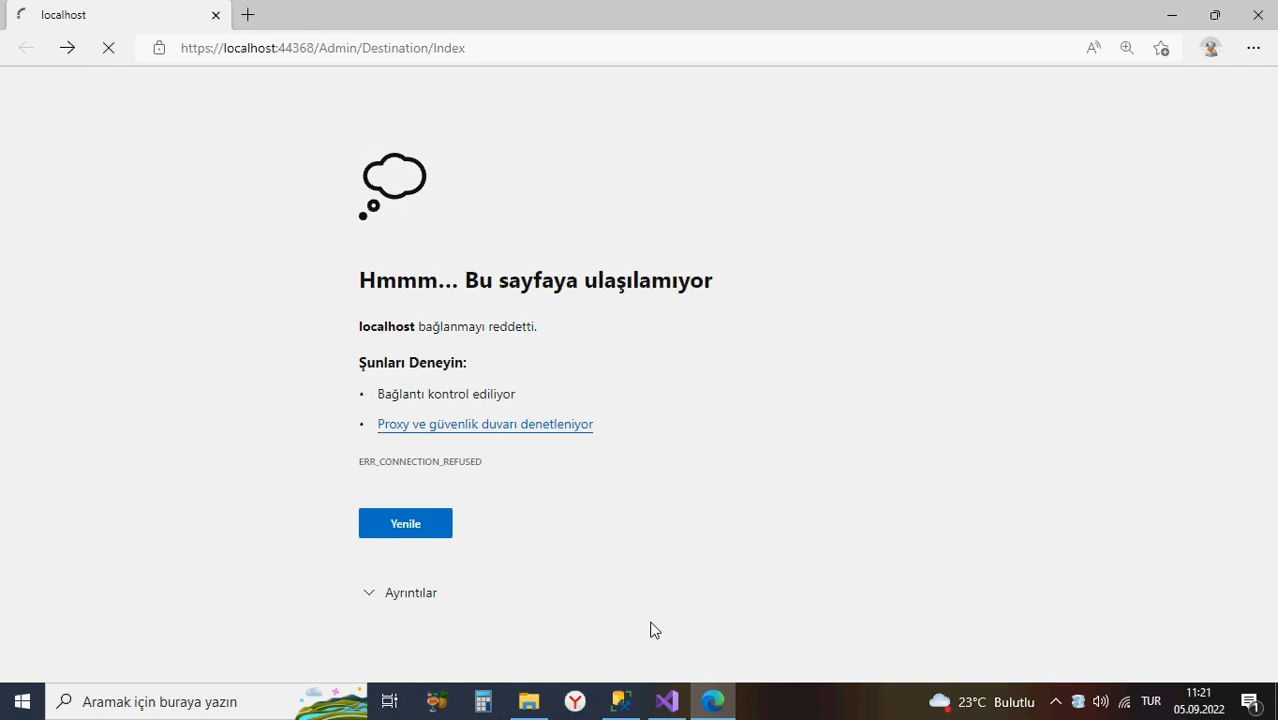 localhost
https://localhost:44368/Admin/Destination/Index
Hmmm... Bu sayfaya ulaşılamıyor
localhost bağlanmayı reddetti.
Şunları Deneyin:
• Bağlantı kontrol ediliyor
• Proxy ve güvenlik duvarı denetleniyor
ERR_CONNECTION_REFUSED
Yenile
Ayrıntılar
Aramak için buraya yazın
23°C Bulutlu
TUR
11:21
05.09.2022
1